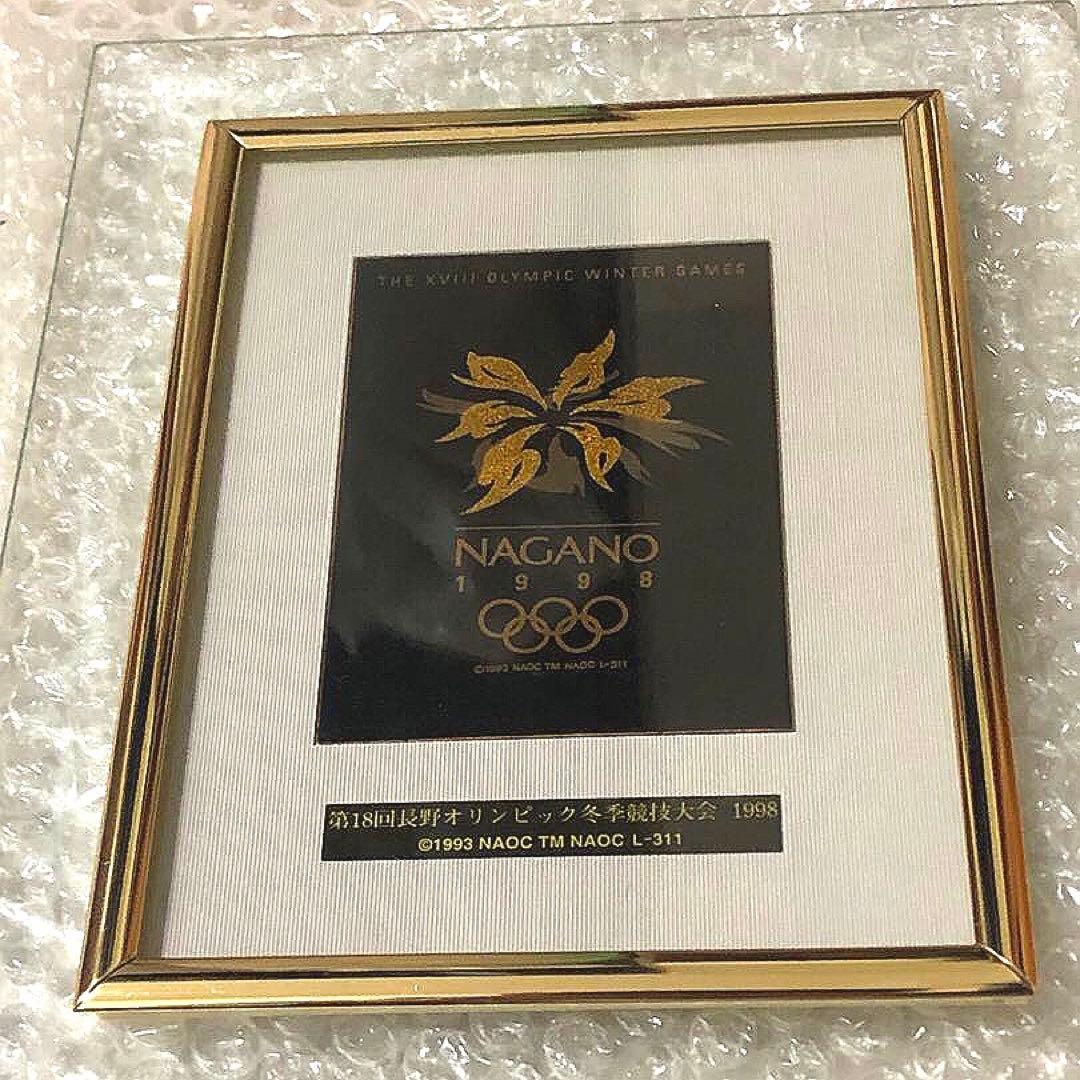 THE XVIII OLYMPIC WINTER GAMES
NAGANO
1998
©1993 NAOC TM NAOC L-311
第18回長野オリンピック冬季競技大会 1998
©1993 NAOC TM NAOC L-311